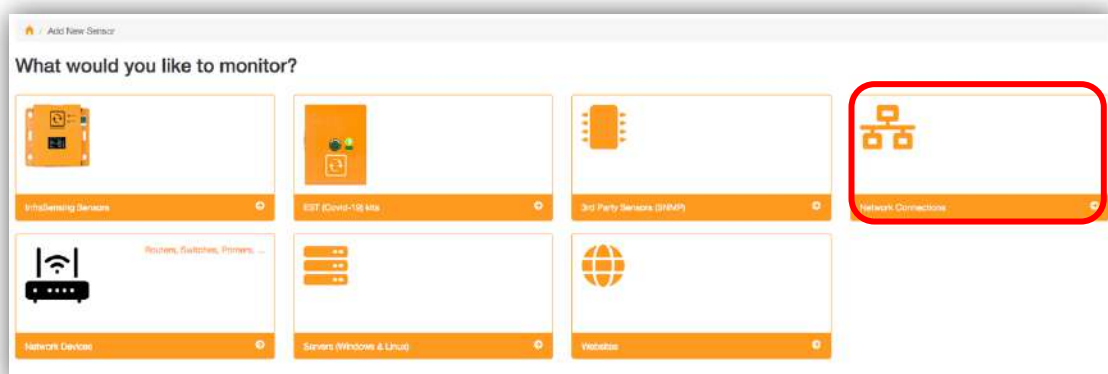 / Add New Sensor
What would you like to monitor?
InfraSensing Sensors
EST (Covid-19) kits
3rd Party Sensors (SNMP)
Network Connections
Routers, Switches, Printers, ...
Network Devices
Servers (Windows & Linux)
Websites